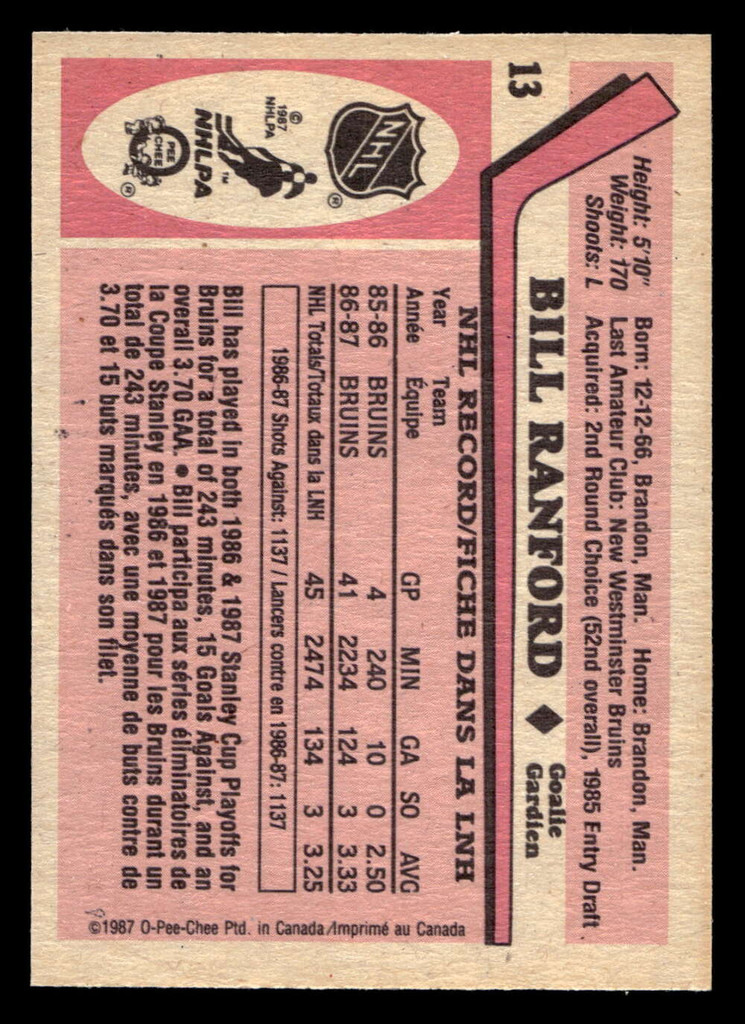 13
Height: 5'10" Born: 12-12-66, Brandon, Man. Home: Brandon, Man.
Weight: 170 Last Amateur Club: New Westminster Bruins
Shoots: L Acquired: 2nd Round Choice (52nd overall), 1985 Entry Draft
BILL RANFORD ♦ Goalie
Gardien
NHL RECORD/FICHE DANS LA LNH
Year Team
Année Équipe GP MIN GA SO AVG
85-86 BRUINS 4 240 10 0 2.50
86-87 BRUINS 41 2234 124 3 3.33
NHL Totals/Totaux dans la LNH 45 2474 134 3 3.25
1986-87 Shots Against: 1137 / Lancers contre en 1986-87: 1137
Bill has played in both 1986 & 1987 Stanley Cup Playoffs for
Bruins for a total of 243 minutes, 15 Goals Against, and an
overall 3.70 GAA. ● Bill participa aux séries éliminatoires de
la Coupe Stanley en 1986 et 1987 pour les Bruins durant un
total de 243 minutes, avec une moyenne de buts contre de
3.70 et 15 buts marqués dans son filet.
NHL ®
© 1987 NHLPA
NHLPA ™
O PEE CHEE ®
©1987 O-Pee-Chee Ptd. in Canada/Imprimé au Canada